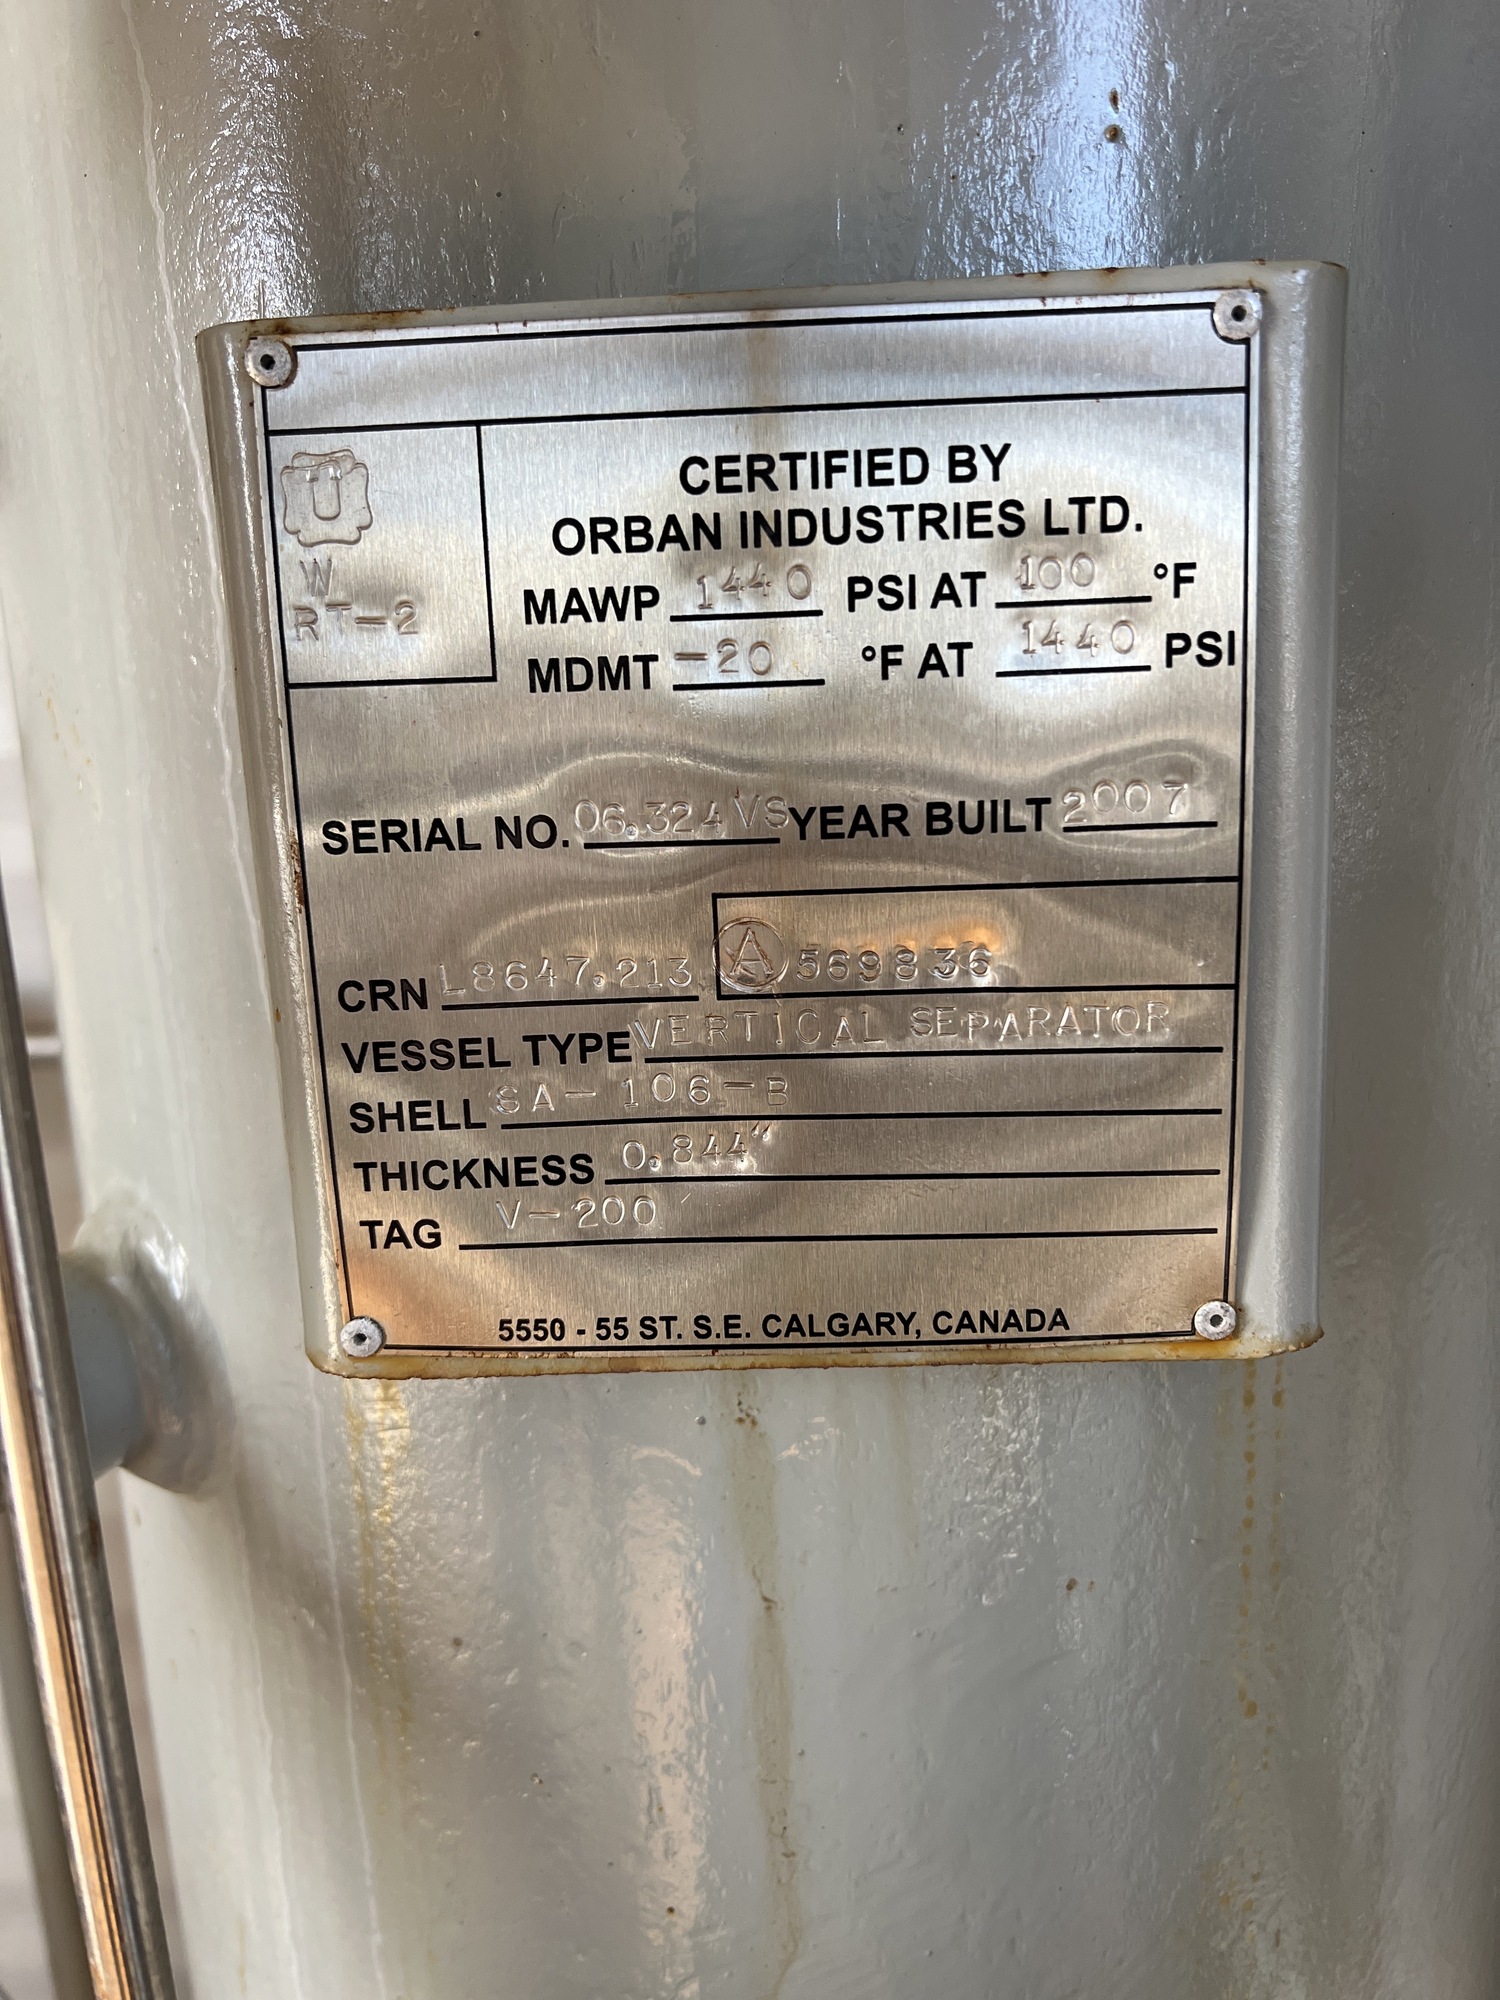 U
W
RT-2
CERTIFIED BY
ORBAN INDUSTRIES LTD.
MAWP 1440 PSI AT 100 °F
MDMT -20 °F AT 1440 PSI
SERIAL NO. 06.324VS YEAR BUILT 2007
CRN L8647.213 A 569836
VESSEL TYPE VERTICAL SEPARATOR
SHELL SA-106-B
THICKNESS 0.844"
TAG V-200
5550 - 55 ST. S.E. CALGARY, CANADA